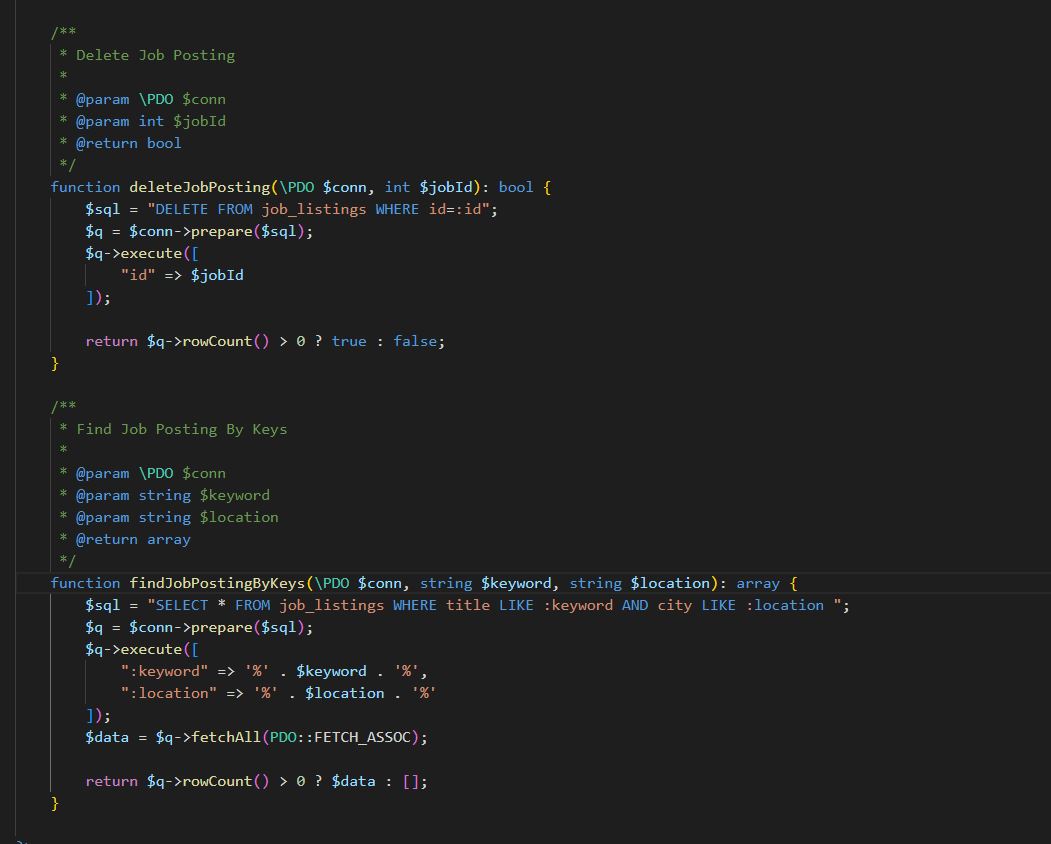 /**
 * Delete Job Posting
 *
 * @param \PDO $conn
 * @param int $jobId
 * @return bool
 */
function deleteJobPosting(\PDO $conn, int $jobId): bool {
    $sql = "DELETE FROM job_listings WHERE id=:id";
    $q = $conn->prepare($sql);
    $q->execute([
        "id" => $jobId
    ]);

    return $q->rowCount() > 0 ? true : false;
}

/**
 * Find Job Posting By Keys
 *
 * @param \PDO $conn
 * @param string $keyword
 * @param string $location
 * @return array
 */
function findJobPostingByKeys(\PDO $conn, string $keyword, string $location): array {
    $sql = "SELECT * FROM job_listings WHERE title LIKE :keyword AND city LIKE :location ";
    $q = $conn->prepare($sql);
    $q->execute([
        ":keyword" => '%' . $keyword . '%',
        ":location" => '%' . $location . '%'
    ]);
    $data = $q->fetchAll(PDO::FETCH_ASSOC);

    return $q->rowCount() > 0 ? $data : [];
}